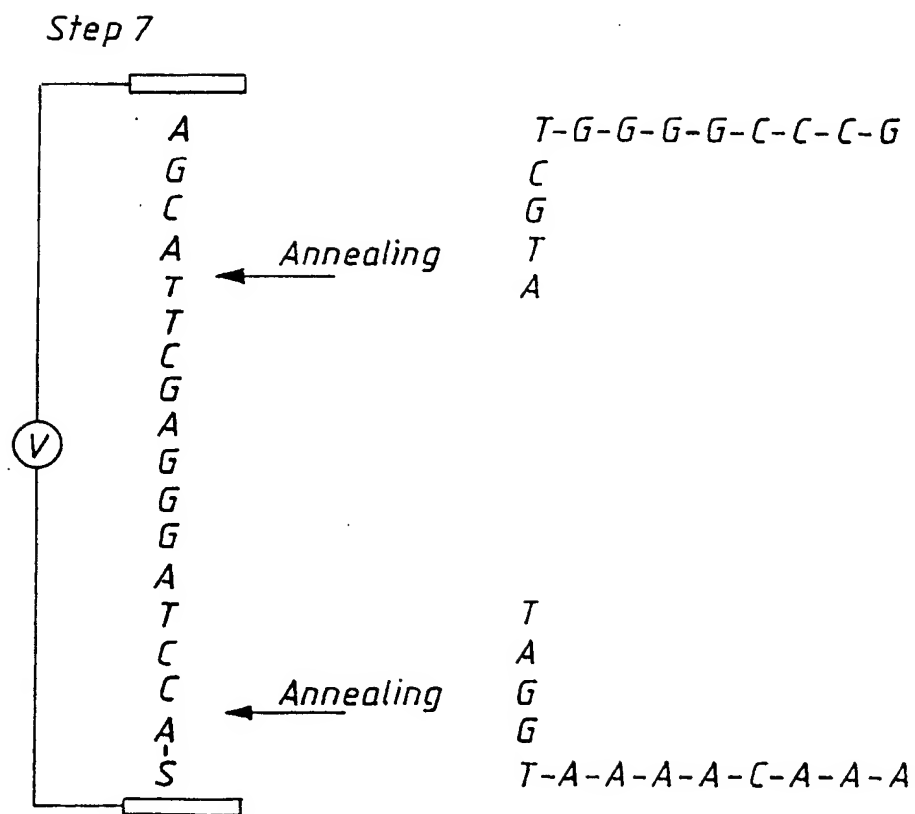 Step 7
A
G
C
A
T
T
C
G
A
G
G
G
A
T
C
C
A
S
V
Annealing
Annealing
T-G-G-G-G-C-C-C-G
C
G
T
A
T
A
G
G
T-A-A-A-A-C-A-A-A